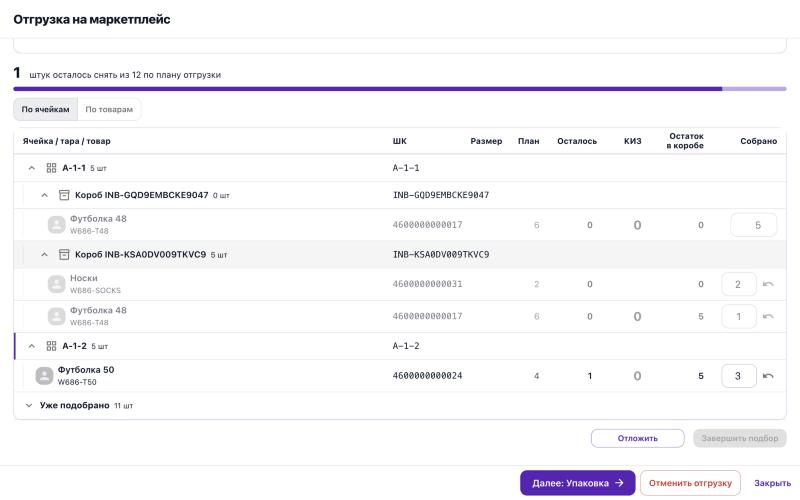 Отгрузка на маркетплейс
1 штук осталось снять из 12 по плану отгрузки
По ячейкам По товарам
Ячейка / тара / товар ШК Размер План Осталось КИЗ Остаток в коробе Собрано
A-1-1 5 шт A-1-1
Короб INB-GQD9EMBCKE9047 0 шт INB-GQD9EMBCKE9047
Футболка 48 4600000000017 6 0 0 0 5
W686-T48
Короб INB-KSA0DV009TKVC9 5 шт INB-KSA0DV009TKVC9
Носки 4600000000031 2 0 0 2
W686-SOCKS
Футболка 48 4600000000017 6 0 0 5 1
W686-T48
A-1-2 5 шт A-1-2
Футболка 50 4600000000024 4 1 0 5 3
W686-T50
Уже подобрано 11 шт
Отложить Завершить подбор
Далее: Упаковка → Отменить отгрузку Закрыть